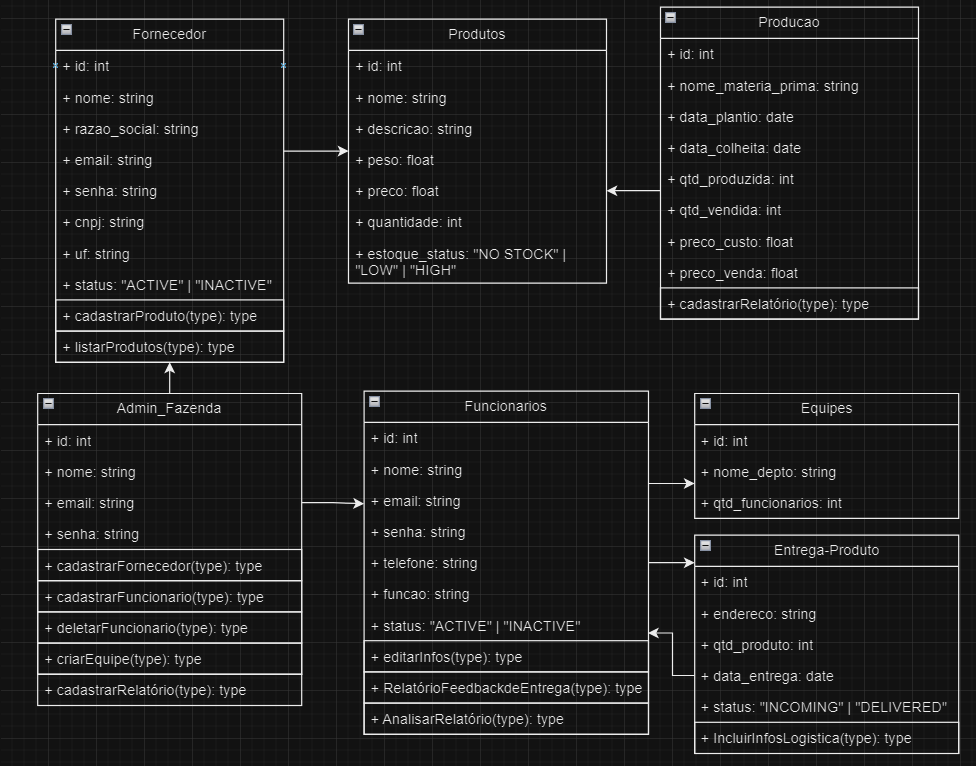 Fornecedor
+ id: int
+ nome: string
+ razao_social: string
+ email: string
+ senha: string
+ cnpj: string
+ uf: string
+ status: "ACTIVE" | "INACTIVE"
+ cadastrarProduto(type): type
+ listarProdutos(type): type
Produtos
+ id: int
+ nome: string
+ descricao: string
+ peso: float
+ preco: float
+ quantidade: int
+ estoque_status: "NO STOCK" |
"LOW" | "HIGH"
Producao
+ id: int
+ nome_materia_prima: string
+ data_plantio: date
+ data_colheita: date
+ qtd_produzida: int
+ qtd_vendida: int
+ preco_custo: float
+ preco_venda: float
+ cadastrarRelatório(type): type
Admin_Fazenda
+ id: int
+ nome: string
+ email: string
+ senha: string
+ cadastrarFornecedor(type): type
+ cadastrarFuncionario(type): type
+ deletarFuncionario(type): type
+ criarEquipe(type): type
+ cadastrarRelatório(type): type
Funcionarios
+ id: int
+ nome: string
+ email: string
+ senha: string
+ telefone: string
+ funcao: string
+ status: "ACTIVE" | "INACTIVE"
+ editarInfos(type): type
+ RelatórioFeedbackdeEntrega(type): type
+ AnalisarRelatório(type): type
Equipes
+ id: int
+ nome_depto: string
+ qtd_funcionarios: int
Entrega-Produto
+ id: int
+ endereco: string
+ qtd_produto: int
+ data_entrega: date
+ status: "INCOMING" | "DELIVERED"
+ IncluirInfosLogistica(type): type